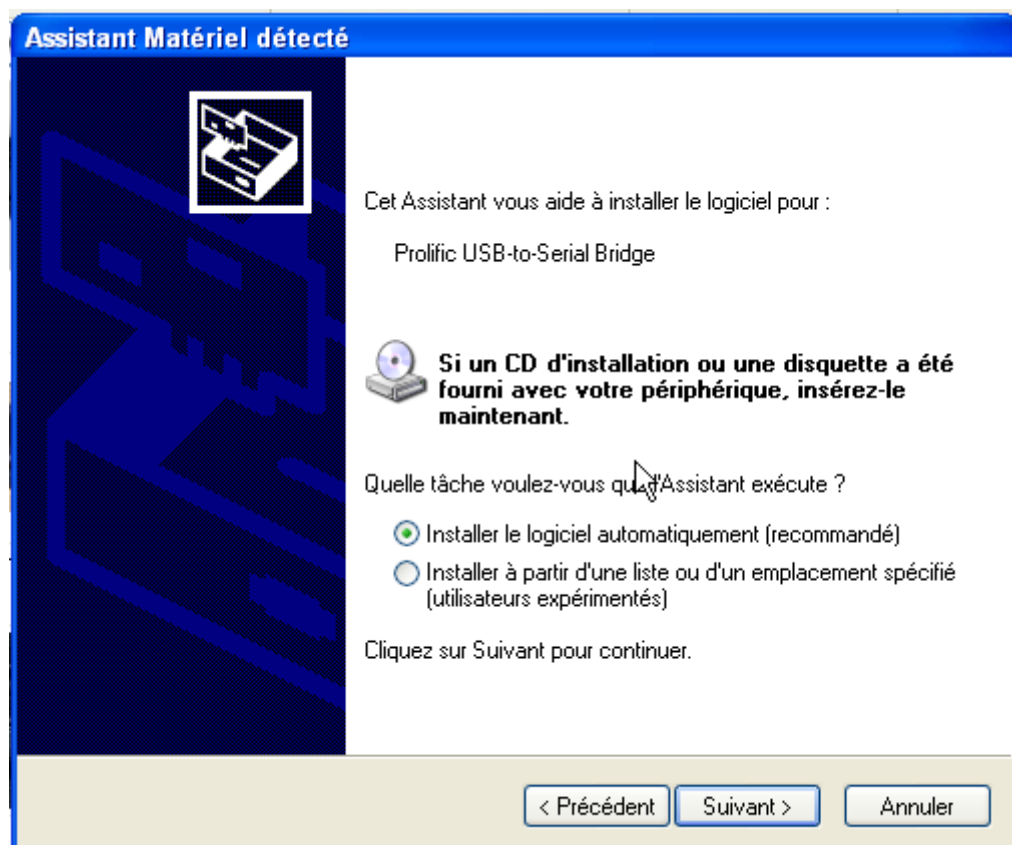 Assistant Matériel détecté
Cet Assistant vous aide à installer le logiciel pour :
Prolific USB-to-Serial Bridge
Si un CD d'installation ou une disquette a été
fourni avec votre périphérique, insérez-le
maintenant.
Quelle tâche voulez-vous que l'Assistant exécute ?
Installer le logiciel automatiquement (recommandé)
Installer à partir d'une liste ou d'un emplacement spécifié
(utilisateurs expérimentés)
Cliquez sur Suivant pour continuer.
< Précédent
Suivant >
Annuler